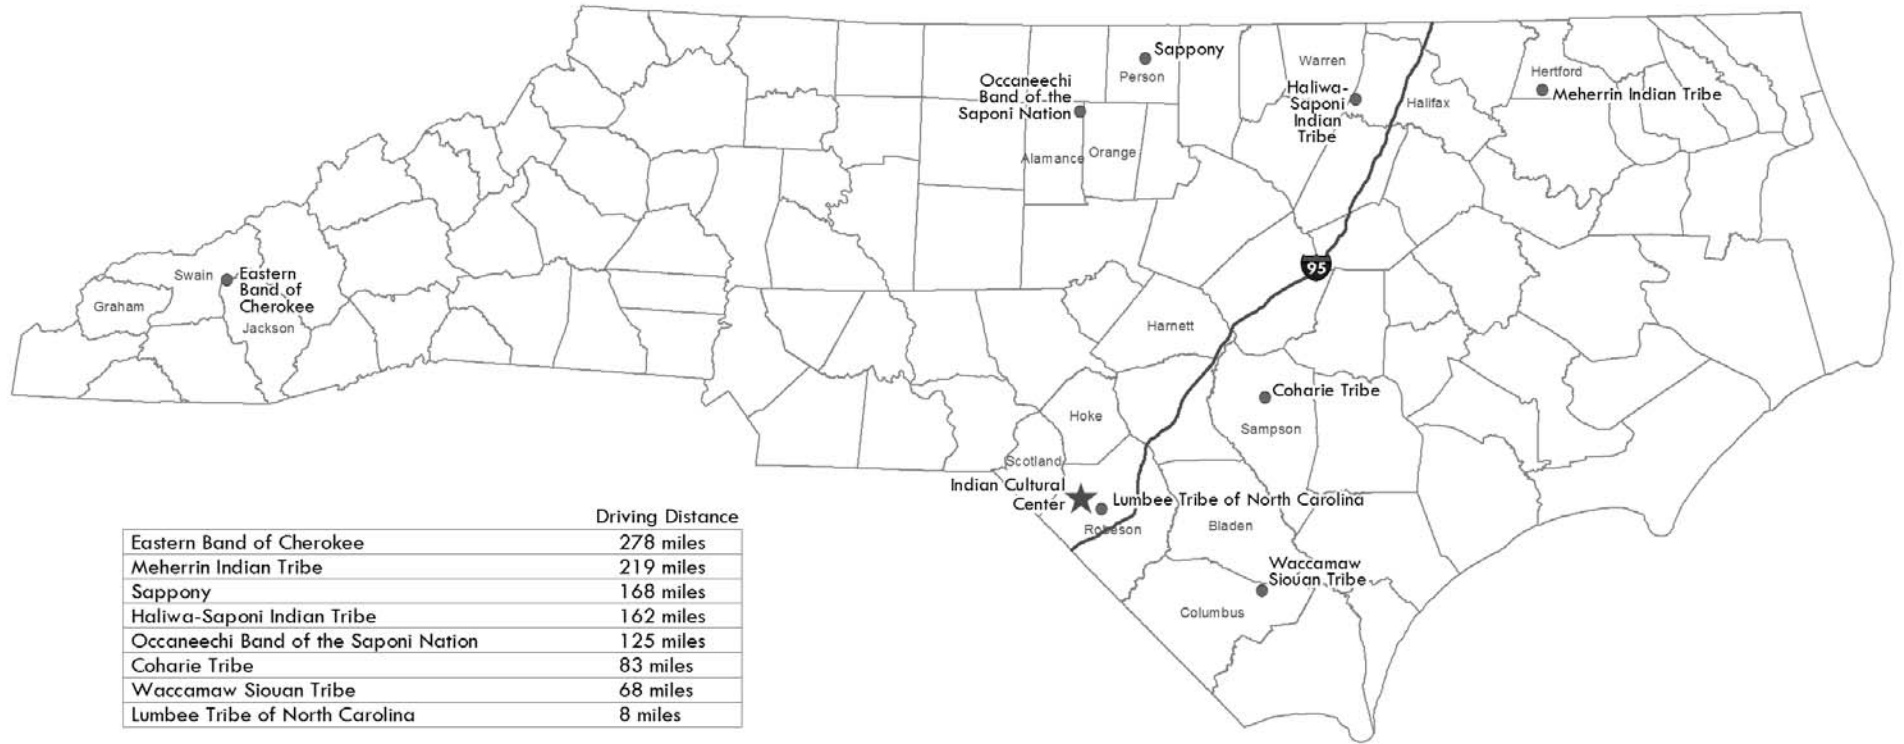 Sappony
Person
Occaneechi
Band of the
Saponi Nation
Alamance
Orange
Warren
Haliwa-
Saponi
Indian
Tribe
Halifax
Hertford
Meherrin Indian Tribe
Swain
Eastern
Band of
Cherokee
Graham
Jackson
95
Harnett
Coharie Tribe
Hoke
Sampson
Scotland
Indian Cultural
Center
Lumbee Tribe of North Carolina
Robeson
Bladen
Waccamaw
Siouan Tribe
Columbus
Driving Distance
Eastern Band of Cherokee 278 miles
Meherrin Indian Tribe 219 miles
Sappony 168 miles
Haliwa-Saponi Indian Tribe 162 miles
Occaneechi Band of the Saponi Nation 125 miles
Coharie Tribe 83 miles
Waccamaw Siouan Tribe 68 miles
Lumbee Tribe of North Carolina 8 miles